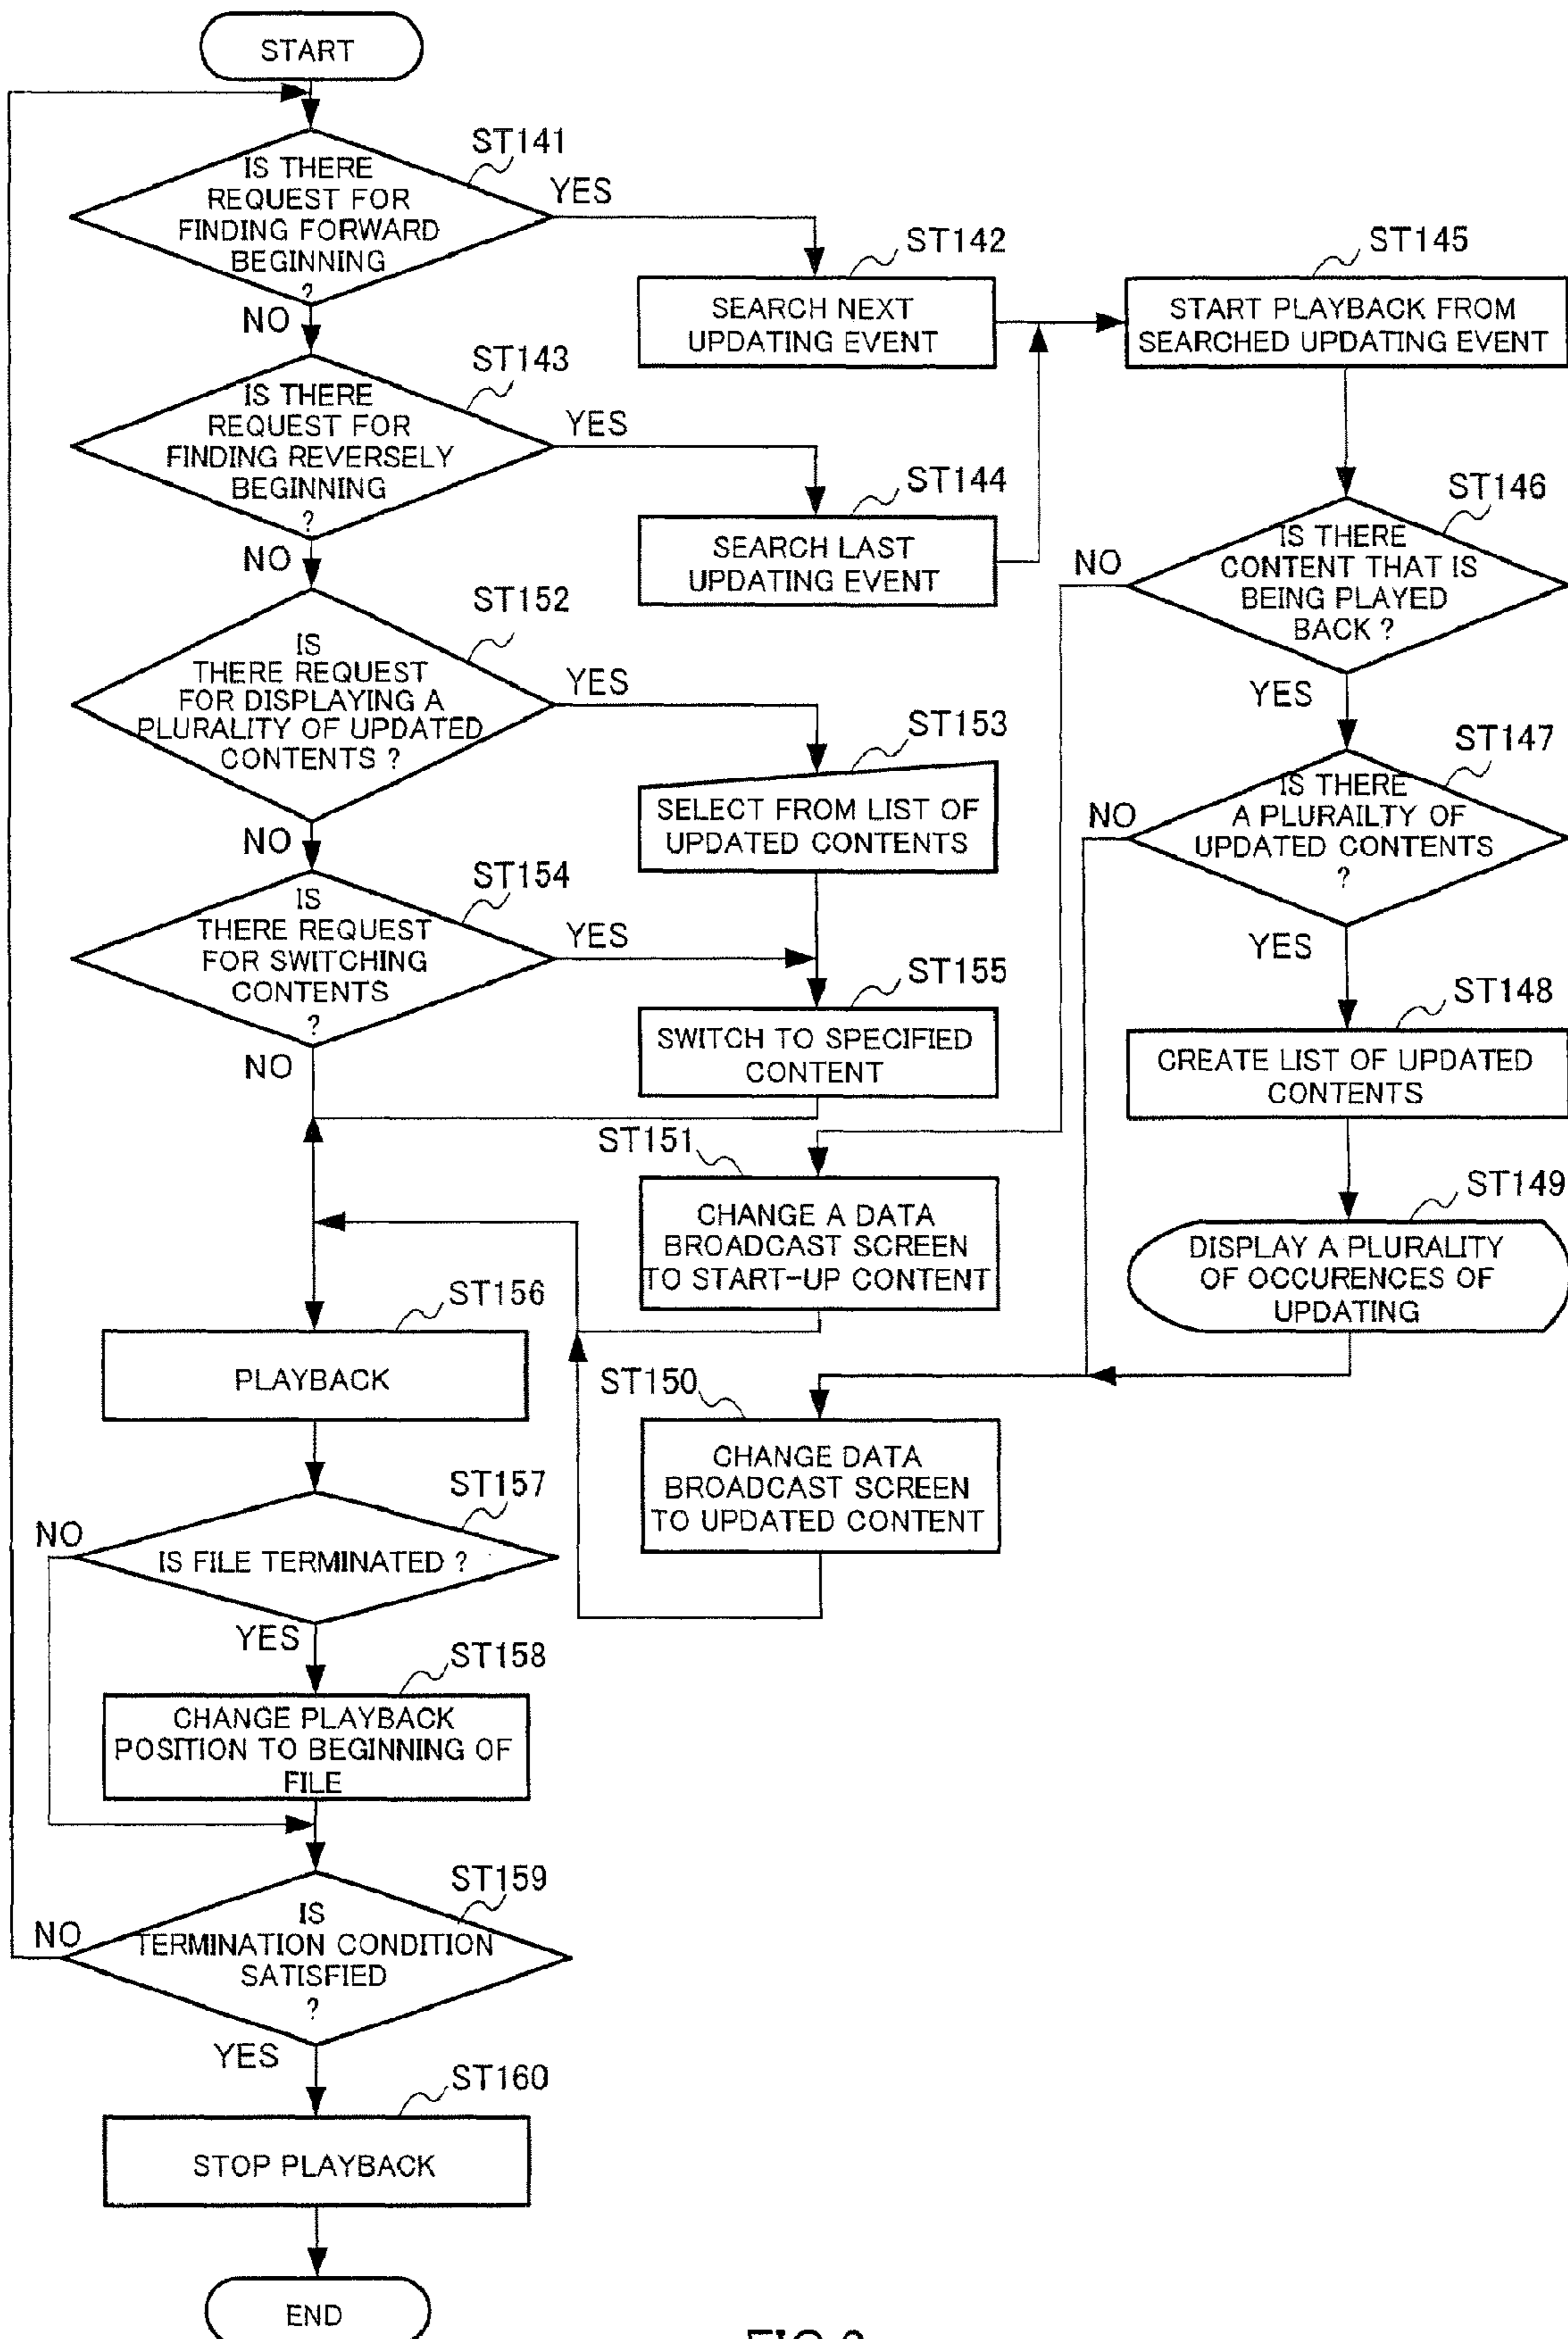 START
ST141
IS THERE
REQUEST FOR
FINDING FORWARD
BEGINNING
?
YES
NO
ST142
SEARCH NEXT
UPDATING EVENT
ST145
START PLAYBACK FROM
SEARCHED UPDATING EVENT
ST143
IS THERE
REQUEST FOR
FINDING REVERSELY
BEGINNING
?
YES
NO
ST144
SEARCH LAST
UPDATING EVENT
ST146
IS THERE
CONTENT THAT IS
BEING PLAYED
BACK ?
NO
YES
ST152
IS
THERE REQUEST
FOR DISPLAYING A
PLURALITY OF UPDATED
CONTENTS ?
YES
NO
ST153
SELECT FROM LIST OF
UPDATED CONTENTS
ST147
IS THERE
A PLURAILTY OF
UPDATED CONTENTS
?
NO
YES
ST154
IS
THERE REQUEST
FOR SWITCHING
CONTENTS
?
YES
NO
ST155
SWITCH TO SPECIFIED
CONTENT
ST148
CREATE LIST OF UPDATED
CONTENTS
ST151
CHANGE A DATA
BROADCAST SCREEN
TO START-UP CONTENT
ST149
DISPLAY A PLURALITY
OF OCCURENCES OF
UPDATING
ST156
PLAYBACK
ST150
CHANGE DATA
BROADCAST SCREEN
TO UPDATED CONTENT
ST157
IS FILE TERMINATED ?
NO
YES
ST158
CHANGE PLAYBACK
POSITION TO BEGINNING OF
FILE
ST159
IS
TERMINATION CONDITION
SATISFIED
?
NO
YES
ST160
STOP PLAYBACK
END